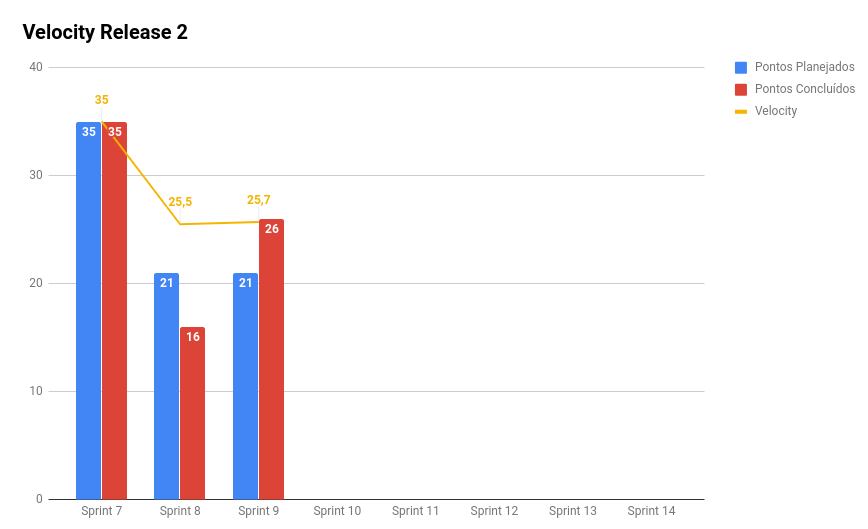 Velocity Release 2
40
30
20
10
0
35
25,5
25,7
35
35
21
16
21
26
Sprint 7
Sprint 8
Sprint 9
Sprint 10
Sprint 11
Sprint 12
Sprint 13
Sprint 14
Pontos Planejados
Pontos Concluídos
Velocity